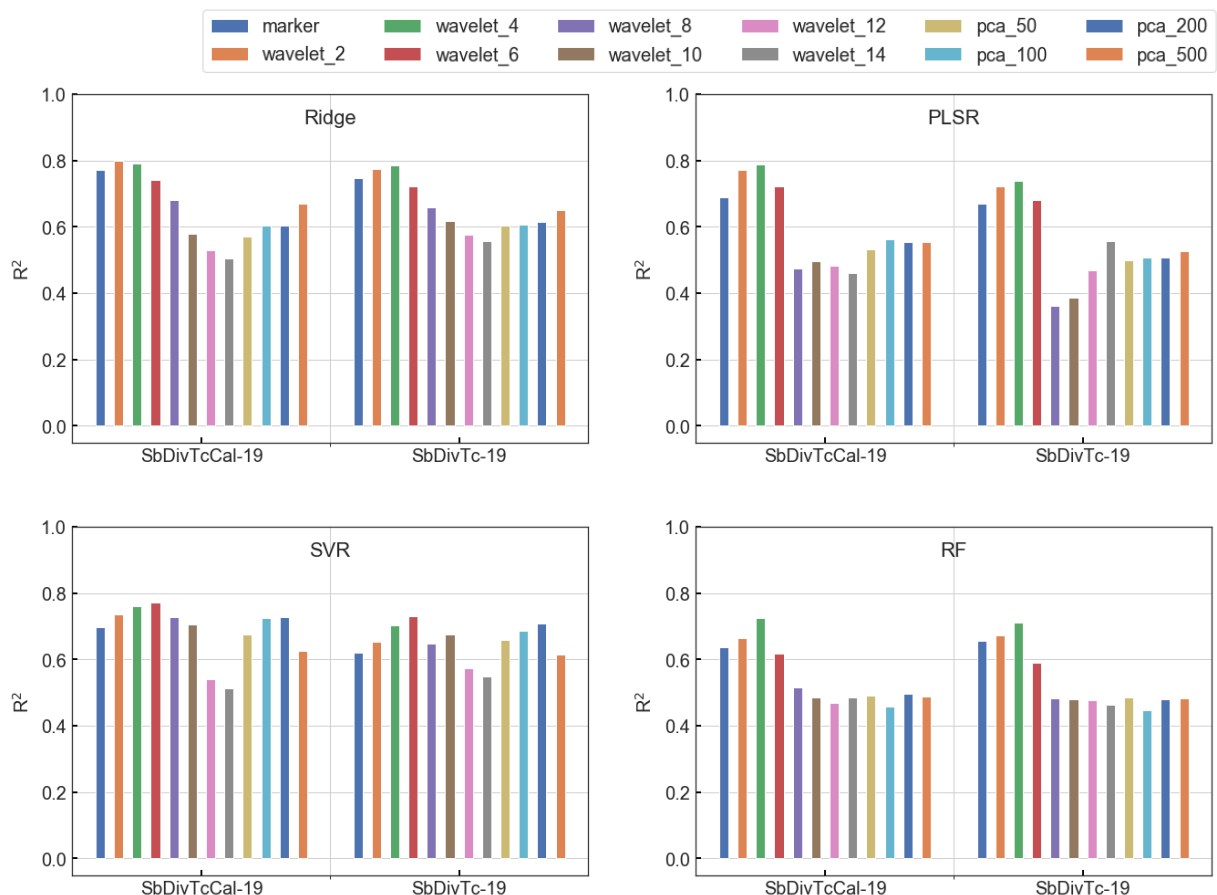 marker wavelet_4 wavelet_8 wavelet_12 pca_50 pca_200
wavelet_2 wavelet_6 wavelet_10 wavelet_14 pca_100 pca_500
Ridge
1.0
0.8
0.6
0.4
0.2
0.0
R²
SbDivTcCal-19 SbDivTc-19
PLSR
1.0
0.8
0.6
0.4
0.2
0.0
R²
SbDivTcCal-19 SbDivTc-19
SVR
1.0
0.8
0.6
0.4
0.2
0.0
R²
SbDivTcCal-19 SbDivTc-19
RF
1.0
0.8
0.6
0.4
0.2
0.0
R²
SbDivTcCal-19 SbDivTc-19